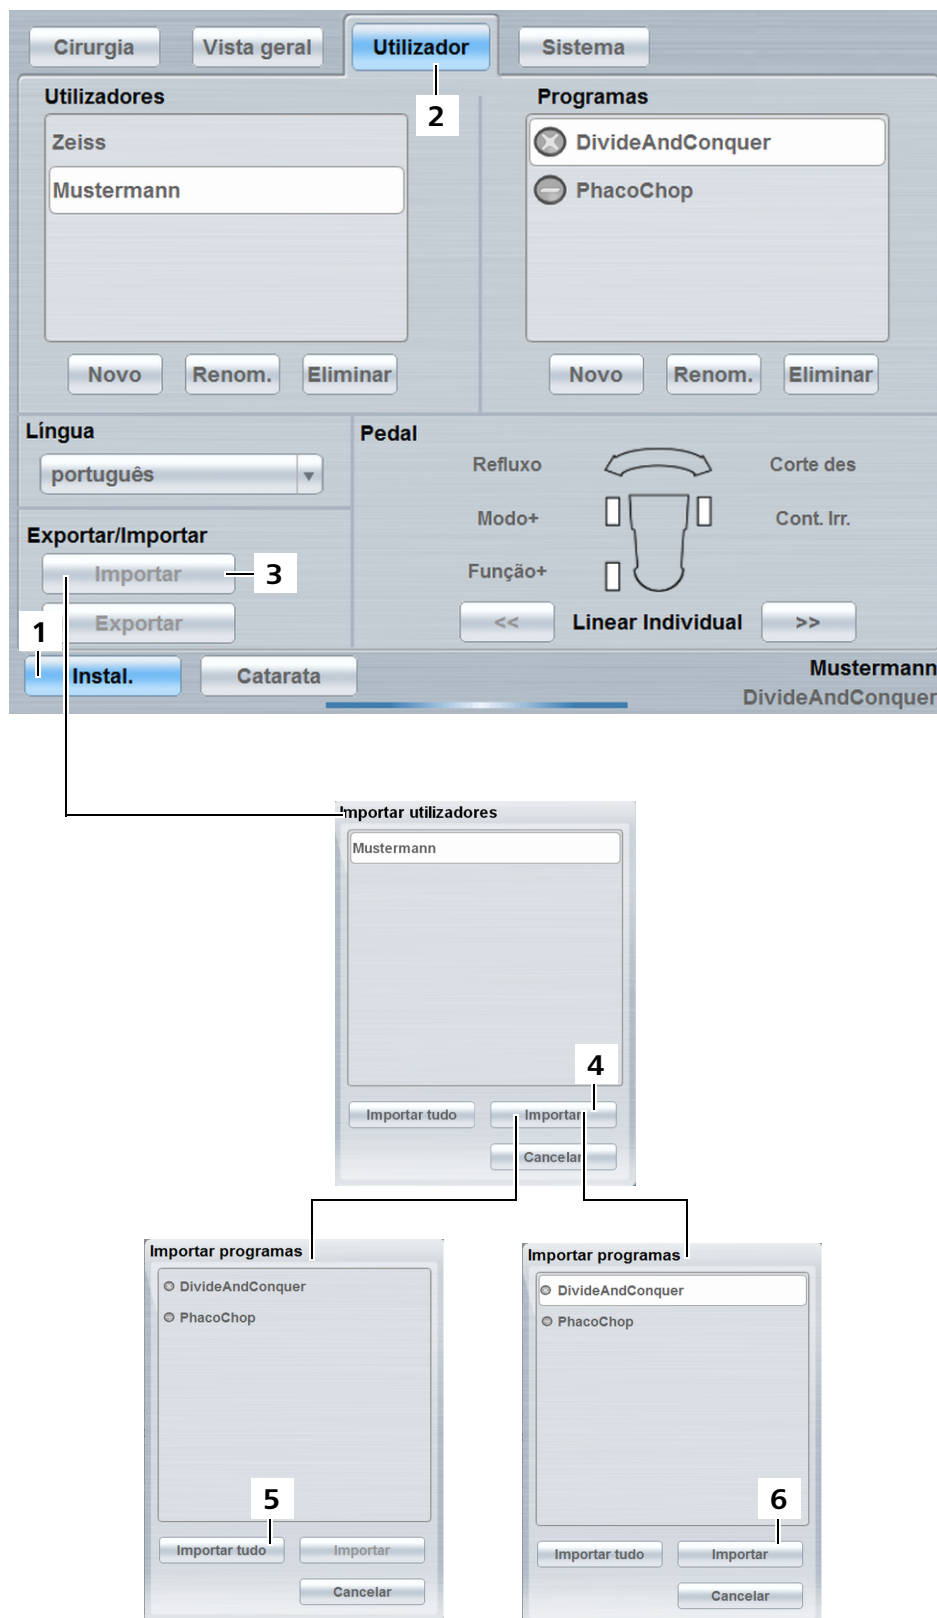 Cirurgia
Vista geral
Utilizador
Sistema
2
Utilizadores
Zeiss
Mustermann
Novo
Renom.
Eliminar
Programas
DivideAndConquer
PhacoChop
Novo
Renom.
Eliminar
Língua
português
Exportar/Importar
Importar
3
Exportar
1
Pedal
Refluxo
Corte des
Modo+
Cont. Irr.
Função+
<<
Linear Individual
>>
Instal.
Catarata
Mustermann
DivideAndConquer
Importar utilizadores
Mustermann
4
Importar tudo
Importar
Cancelar
Importar programas
DivideAndConquer
PhacoChop
5
Importar tudo
Importar
Cancelar
Importar programas
DivideAndConquer
PhacoChop
6
Importar tudo
Importar
Cancelar